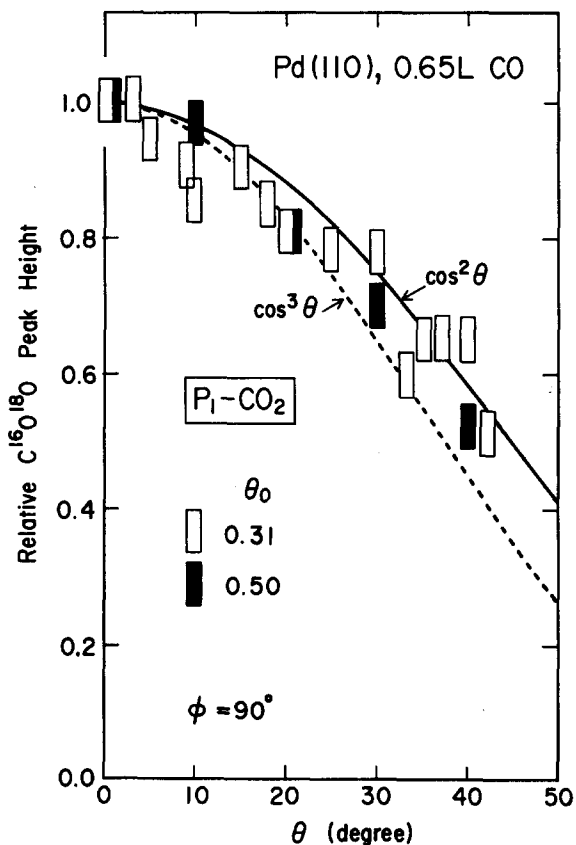 Pd(110), 0.65L CO
Relative C¹⁶O¹⁸O Peak Height
1.0
0.8
0.6
0.4
0.2
0.0
cos²θ
cos³θ
P₁-CO₂
θ₀
0.31
0.50
ϕ = 90°
0 10 20 30 40 50
θ (degree)